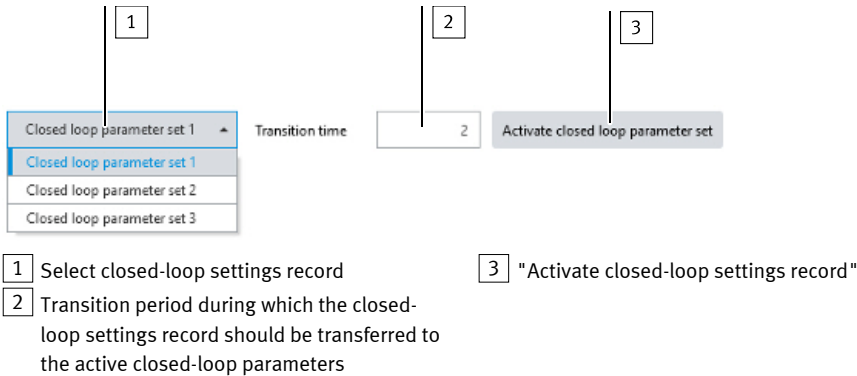 1
2
3
Closed loop parameter set 1
Transition time
2
Activate closed loop parameter set
Closed loop parameter set 1
Closed loop parameter set 2
Closed loop parameter set 3
1 Select closed-loop settings record
2 Transition period during which the closed-
loop settings record should be transferred to
the active closed-loop parameters
3 "Activate closed-loop settings record"